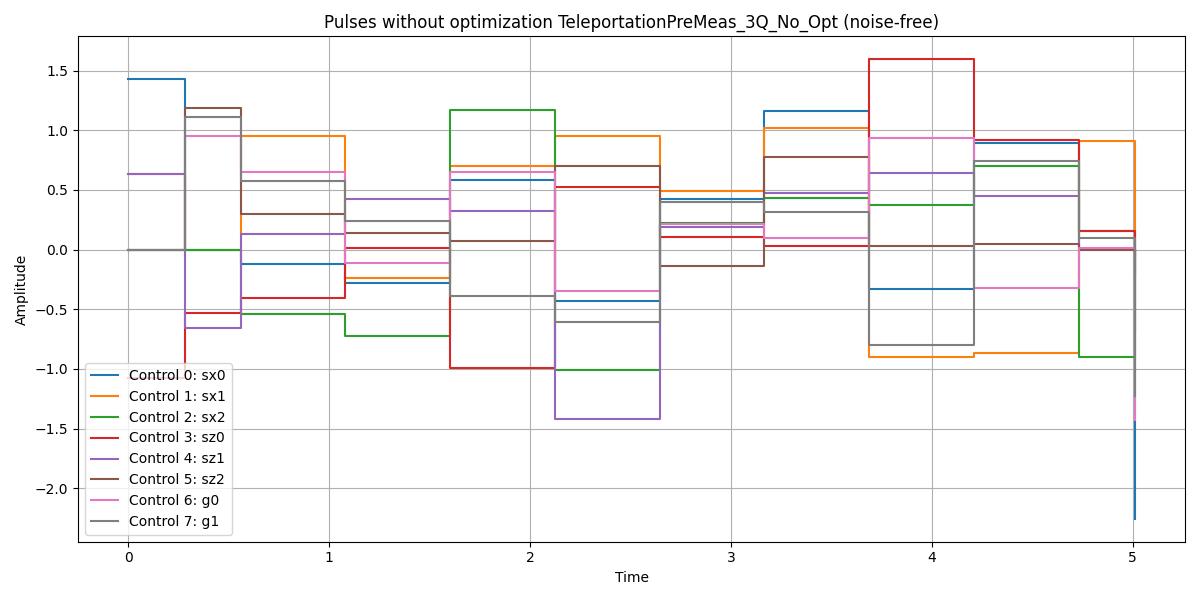 Pulses without optimization TeleportationPreMeas_3Q_No_Opt (noise-free)
1.5
1.0
0.5
0.0
−0.5
−1.0
−1.5
−2.0
Amplitude
Control 0: sx0
Control 1: sx1
Control 2: sx2
Control 3: sz0
Control 4: sz1
Control 5: sz2
Control 6: g0
Control 7: g1
0 1 2 3 4 5
Time